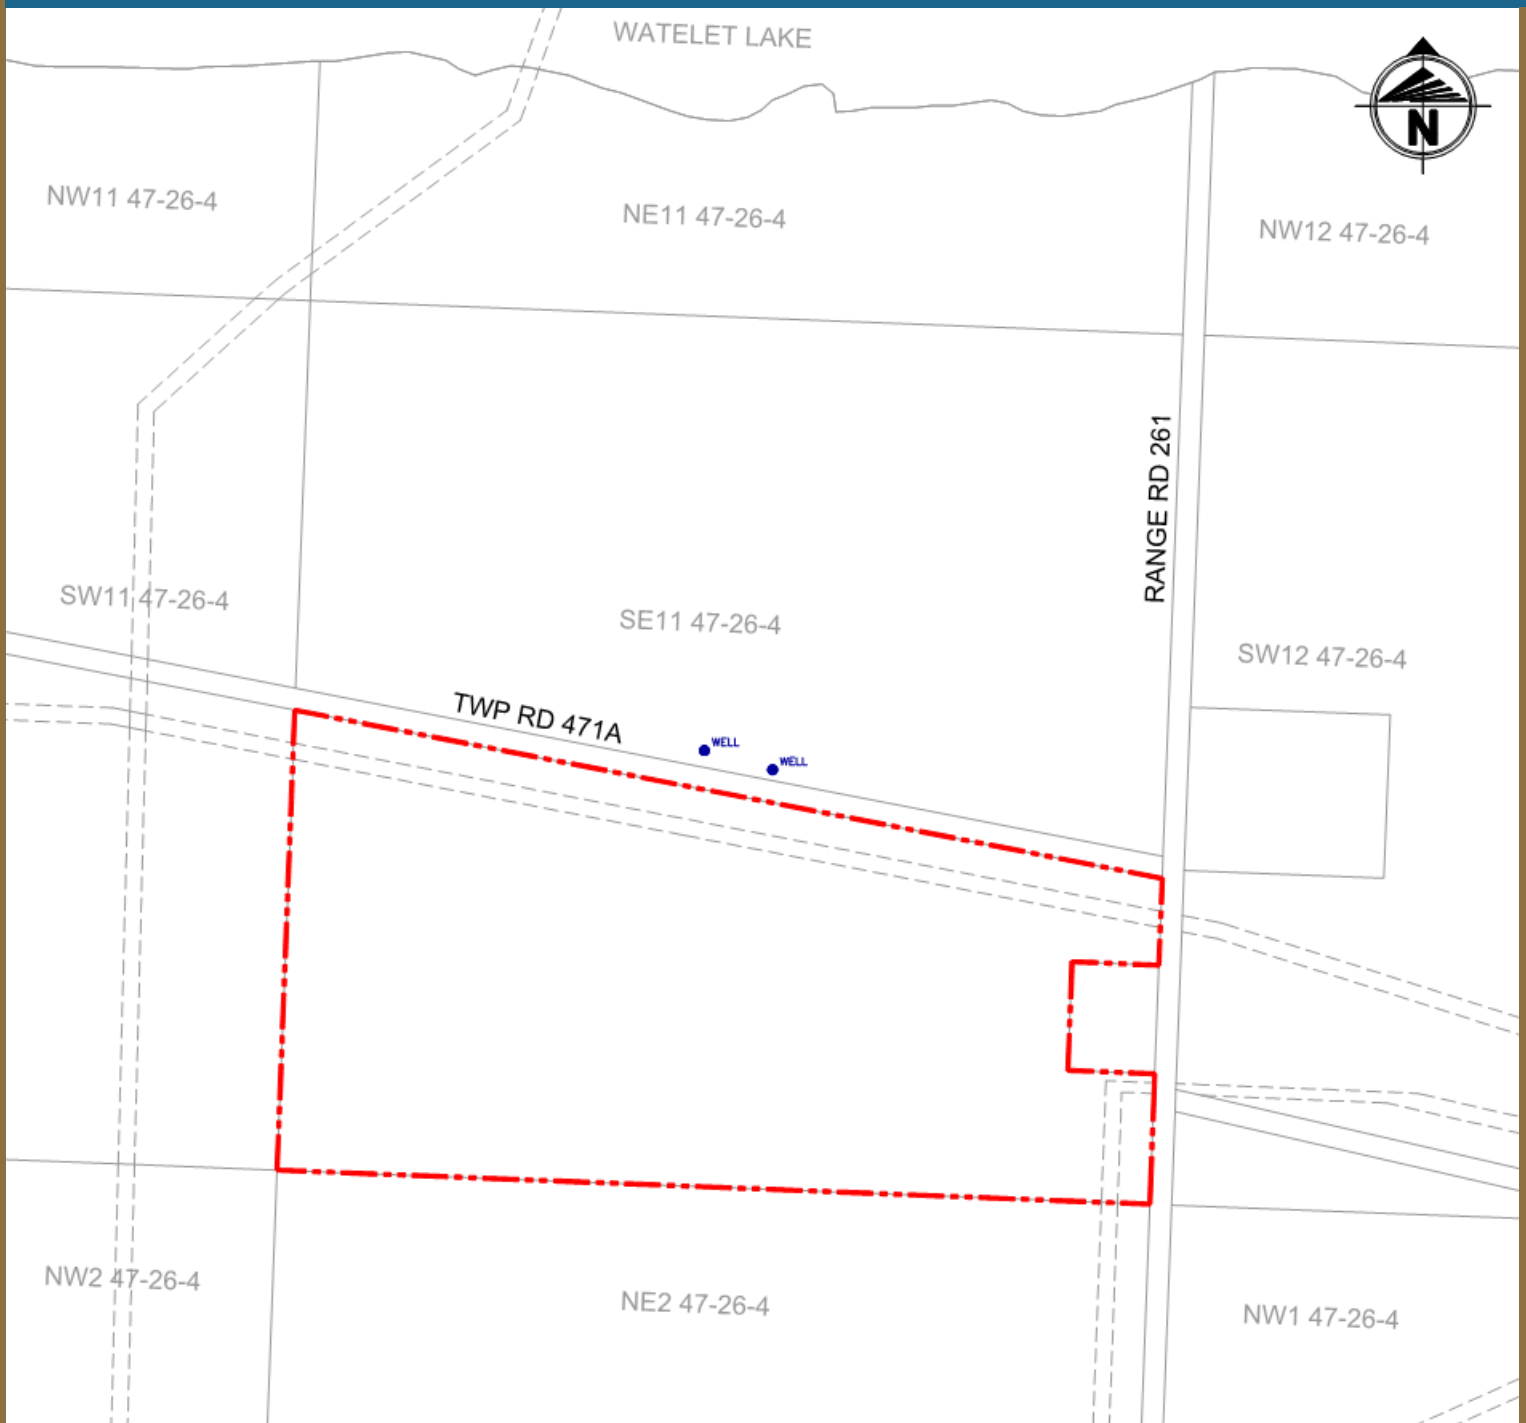 WATELET LAKE
N
NW11 47-26-4
NE11 47-26-4
NW12 47-26-4
RANGE RD 261
SW11 47-26-4
SE11 47-26-4
SW12 47-26-4
TWP RD 471A
WELL
WELL
NW2 47-26-4
NE2 47-26-4
NW1 47-26-4